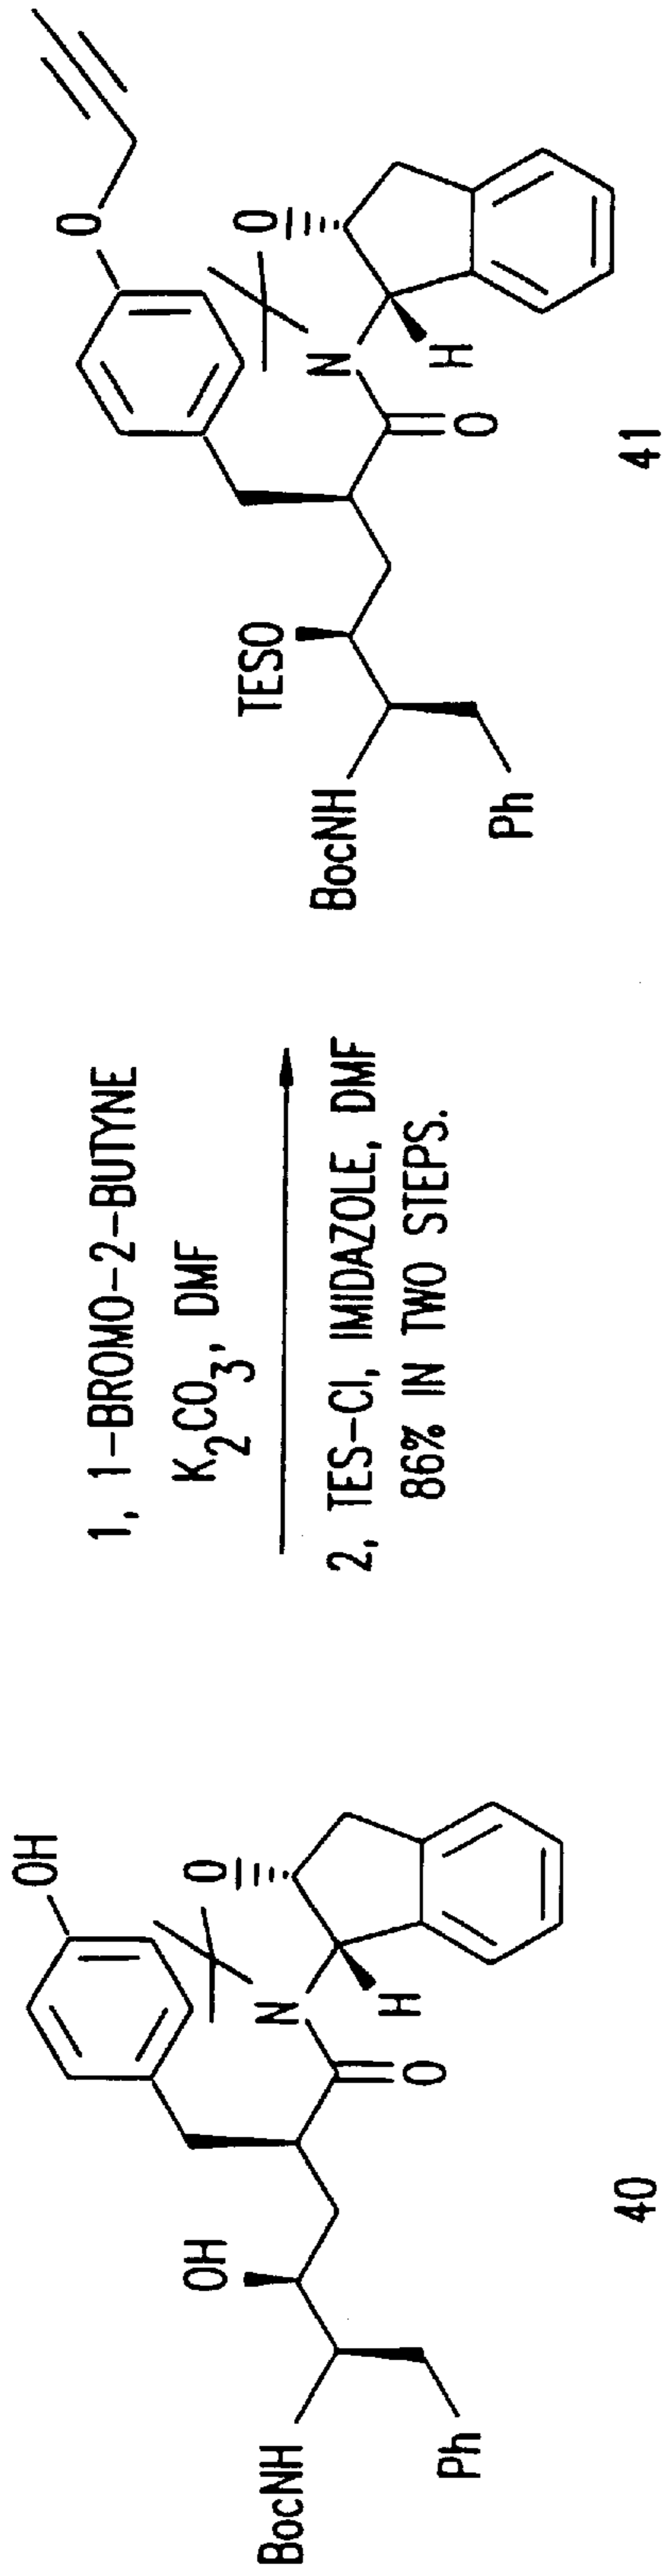 OH
O
OH
N
H
O
BocNH
Ph
40
1, 1-BROMO-2-BUTYNE
K2CO3, DMF
2, TES-Cl, IMIDAZOLE, DMF
86% IN TWO STEPS.
O
O
TESO
N
H
O
BocNH
Ph
41